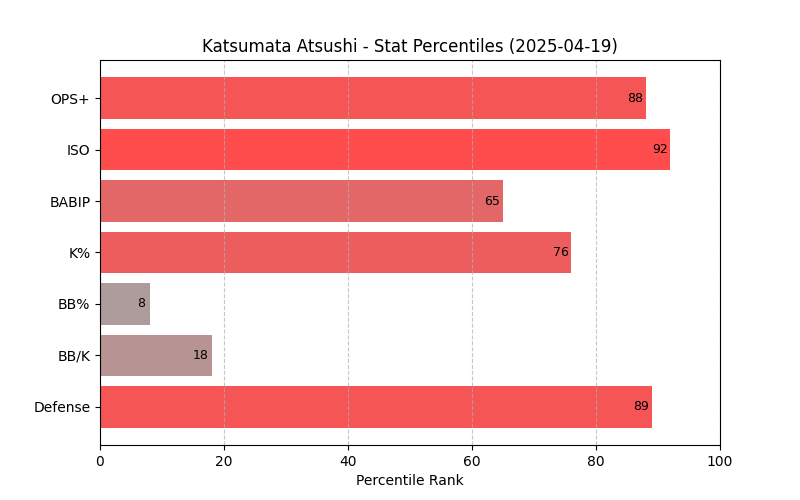 Katsumata Atsushi - Stat Percentiles (2025-04-19)
OPS+ 88
ISO 92
BABIP 65
K% 76
BB% 8
BB/K 18
Defense 89
0 20 40 60 80 100
Percentile Rank